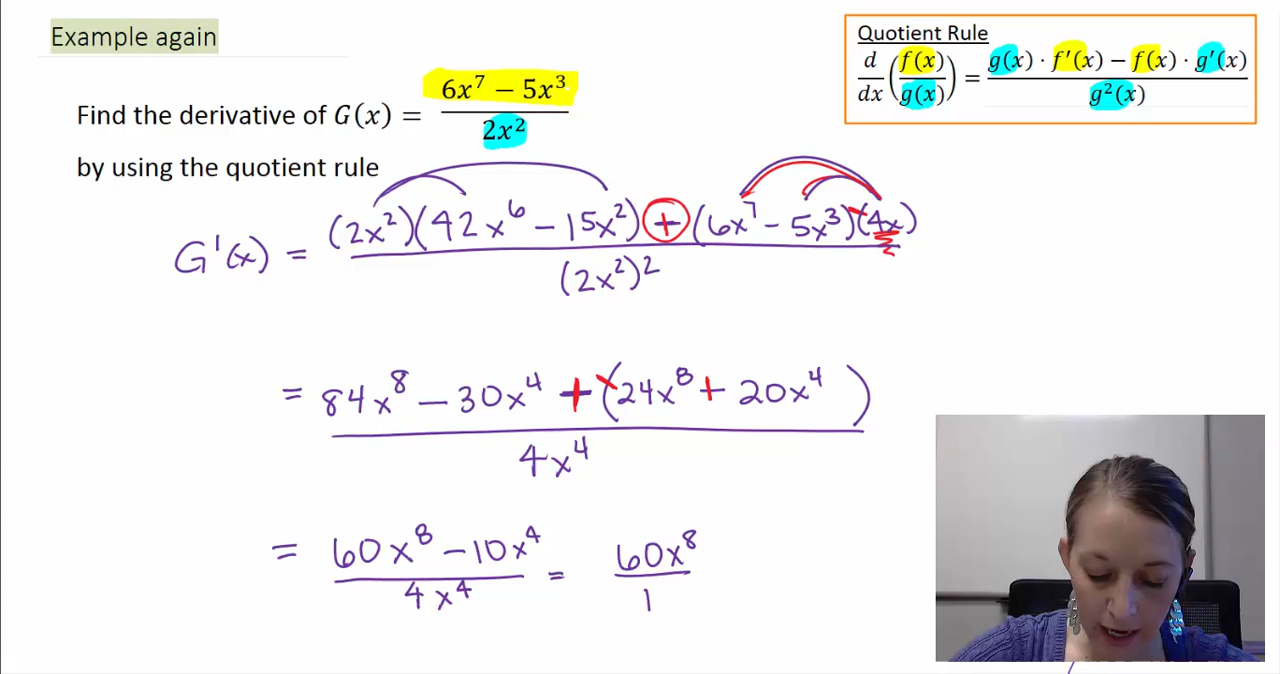 Example again
Quotient Rule
d/dx (f(x)/g(x)) = (g(x) · f′(x) − f(x) · g′(x))/g²(x)
Find the derivative of G(x) = (6x⁷ − 5x³)/(2x²)
by using the quotient rule
G'(x) = ((2x²)(42x⁶ − 15x²) + (6x⁷ − 5x³)(-4x))/(2x²)²
= (84x⁸ − 30x⁴ + (-24x⁸ + 20x⁴))/(4x⁴)
= (60x⁸ − 10x⁴)/(4x⁴) = 60x⁸/1